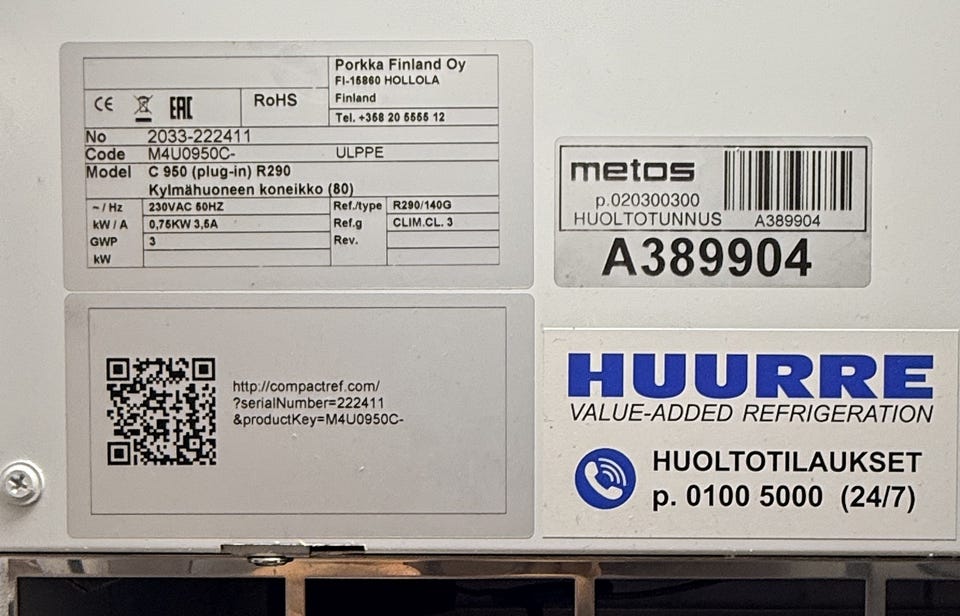 Porkka Finland Oy
FI-15860 HOLLOLA
Finland
Tel. +358 20 5555 12
CE EAC RoHS
No 2033-222411
Code M4U0950C- ULPPE
Model C 950 (plug-in) R290
Kylmähuoneen koneikko (80)
~ / Hz 230VAC 50HZ Ref./type R290/140G
kW / A 0,75KW 3,5A Ref.g CLIM.CL. 3
GWP 3 Rev.
kW
metos
p.020300300
HUOLTOTUNNUS A389904
A389904
http://compactref.com/
?serialNumber=222411
&productKey=M4U0950C-
HUURRE
VALUE-ADDED REFRIGERATION
HUOLTOTILAUKSET
p. 0100 5000 (24/7)